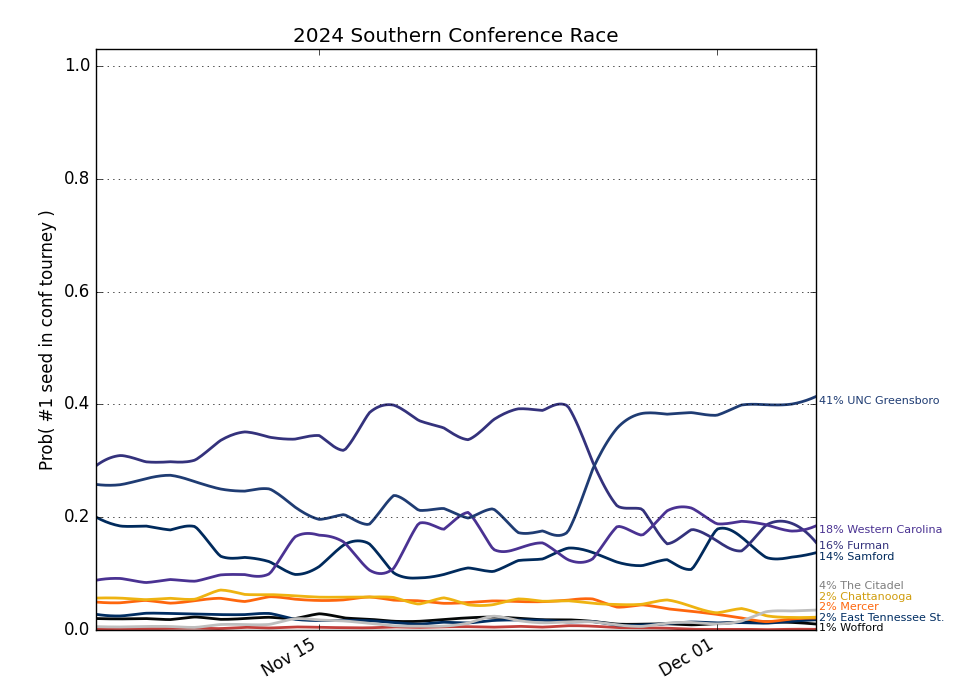 2024 Southern Conference Race
Prob( #1 seed in conf tourney )
1.0
0.8
0.6
0.4
0.2
0.0
Nov 15
Dec 01
41% UNC Greensboro
18% Western Carolina
16% Furman
14% Samford
4% The Citadel
2% Chattanooga
2% Mercer
2% East Tennessee St.
1% Wofford